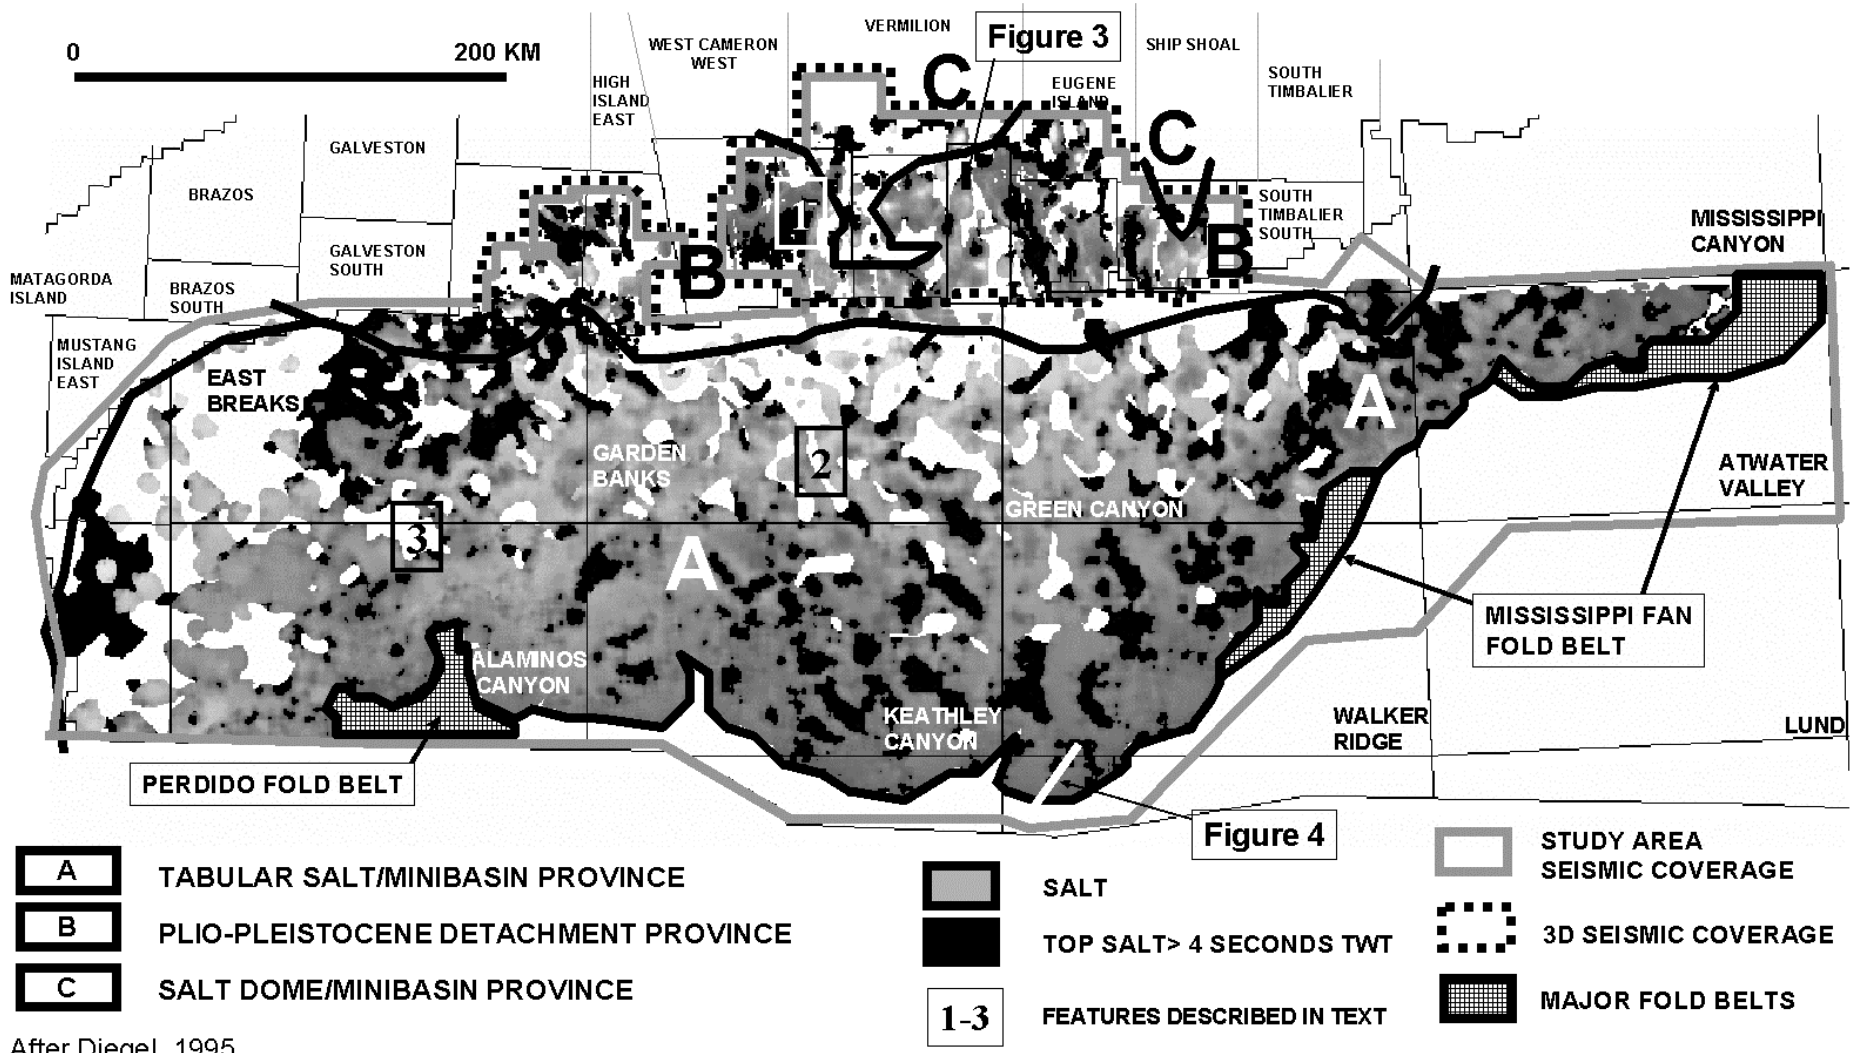 0
200 KM
VERMILION
Figure 3
WEST CAMERON
WEST
SHIP SHOAL
HIGH
ISLAND
EAST
C
EUGENE
ISLAND
SOUTH
TIMBALIER
C
GALVESTON
BRAZOS
1
SOUTH
TIMBALIER
SOUTH
MISSISSIPPI
CANYON
GALVESTON
SOUTH
B
B
MATAGORDA
ISLAND
BRAZOS
SOUTH
MUSTANG
ISLAND
EAST
EAST
BREAKS
A
GARDEN
BANKS
2
ATWATER
VALLEY
GREEN CANYON
3
A
MISSISSIPPI FAN
FOLD BELT
ALAMINOS
CANYON
KEATHLEY
CANYON
WALKER
RIDGE
LUND
PERDIDO FOLD BELT
Figure 4
A
TABULAR SALT/MINIBASIN PROVINCE
B
PLIO-PLEISTOCENE DETACHMENT PROVINCE
C
SALT DOME/MINIBASIN PROVINCE
SALT
TOP SALT> 4 SECONDS TWT
1-3
FEATURES DESCRIBED IN TEXT
STUDY AREA
SEISMIC COVERAGE
3D SEISMIC COVERAGE
MAJOR FOLD BELTS
After Diegel, 1995